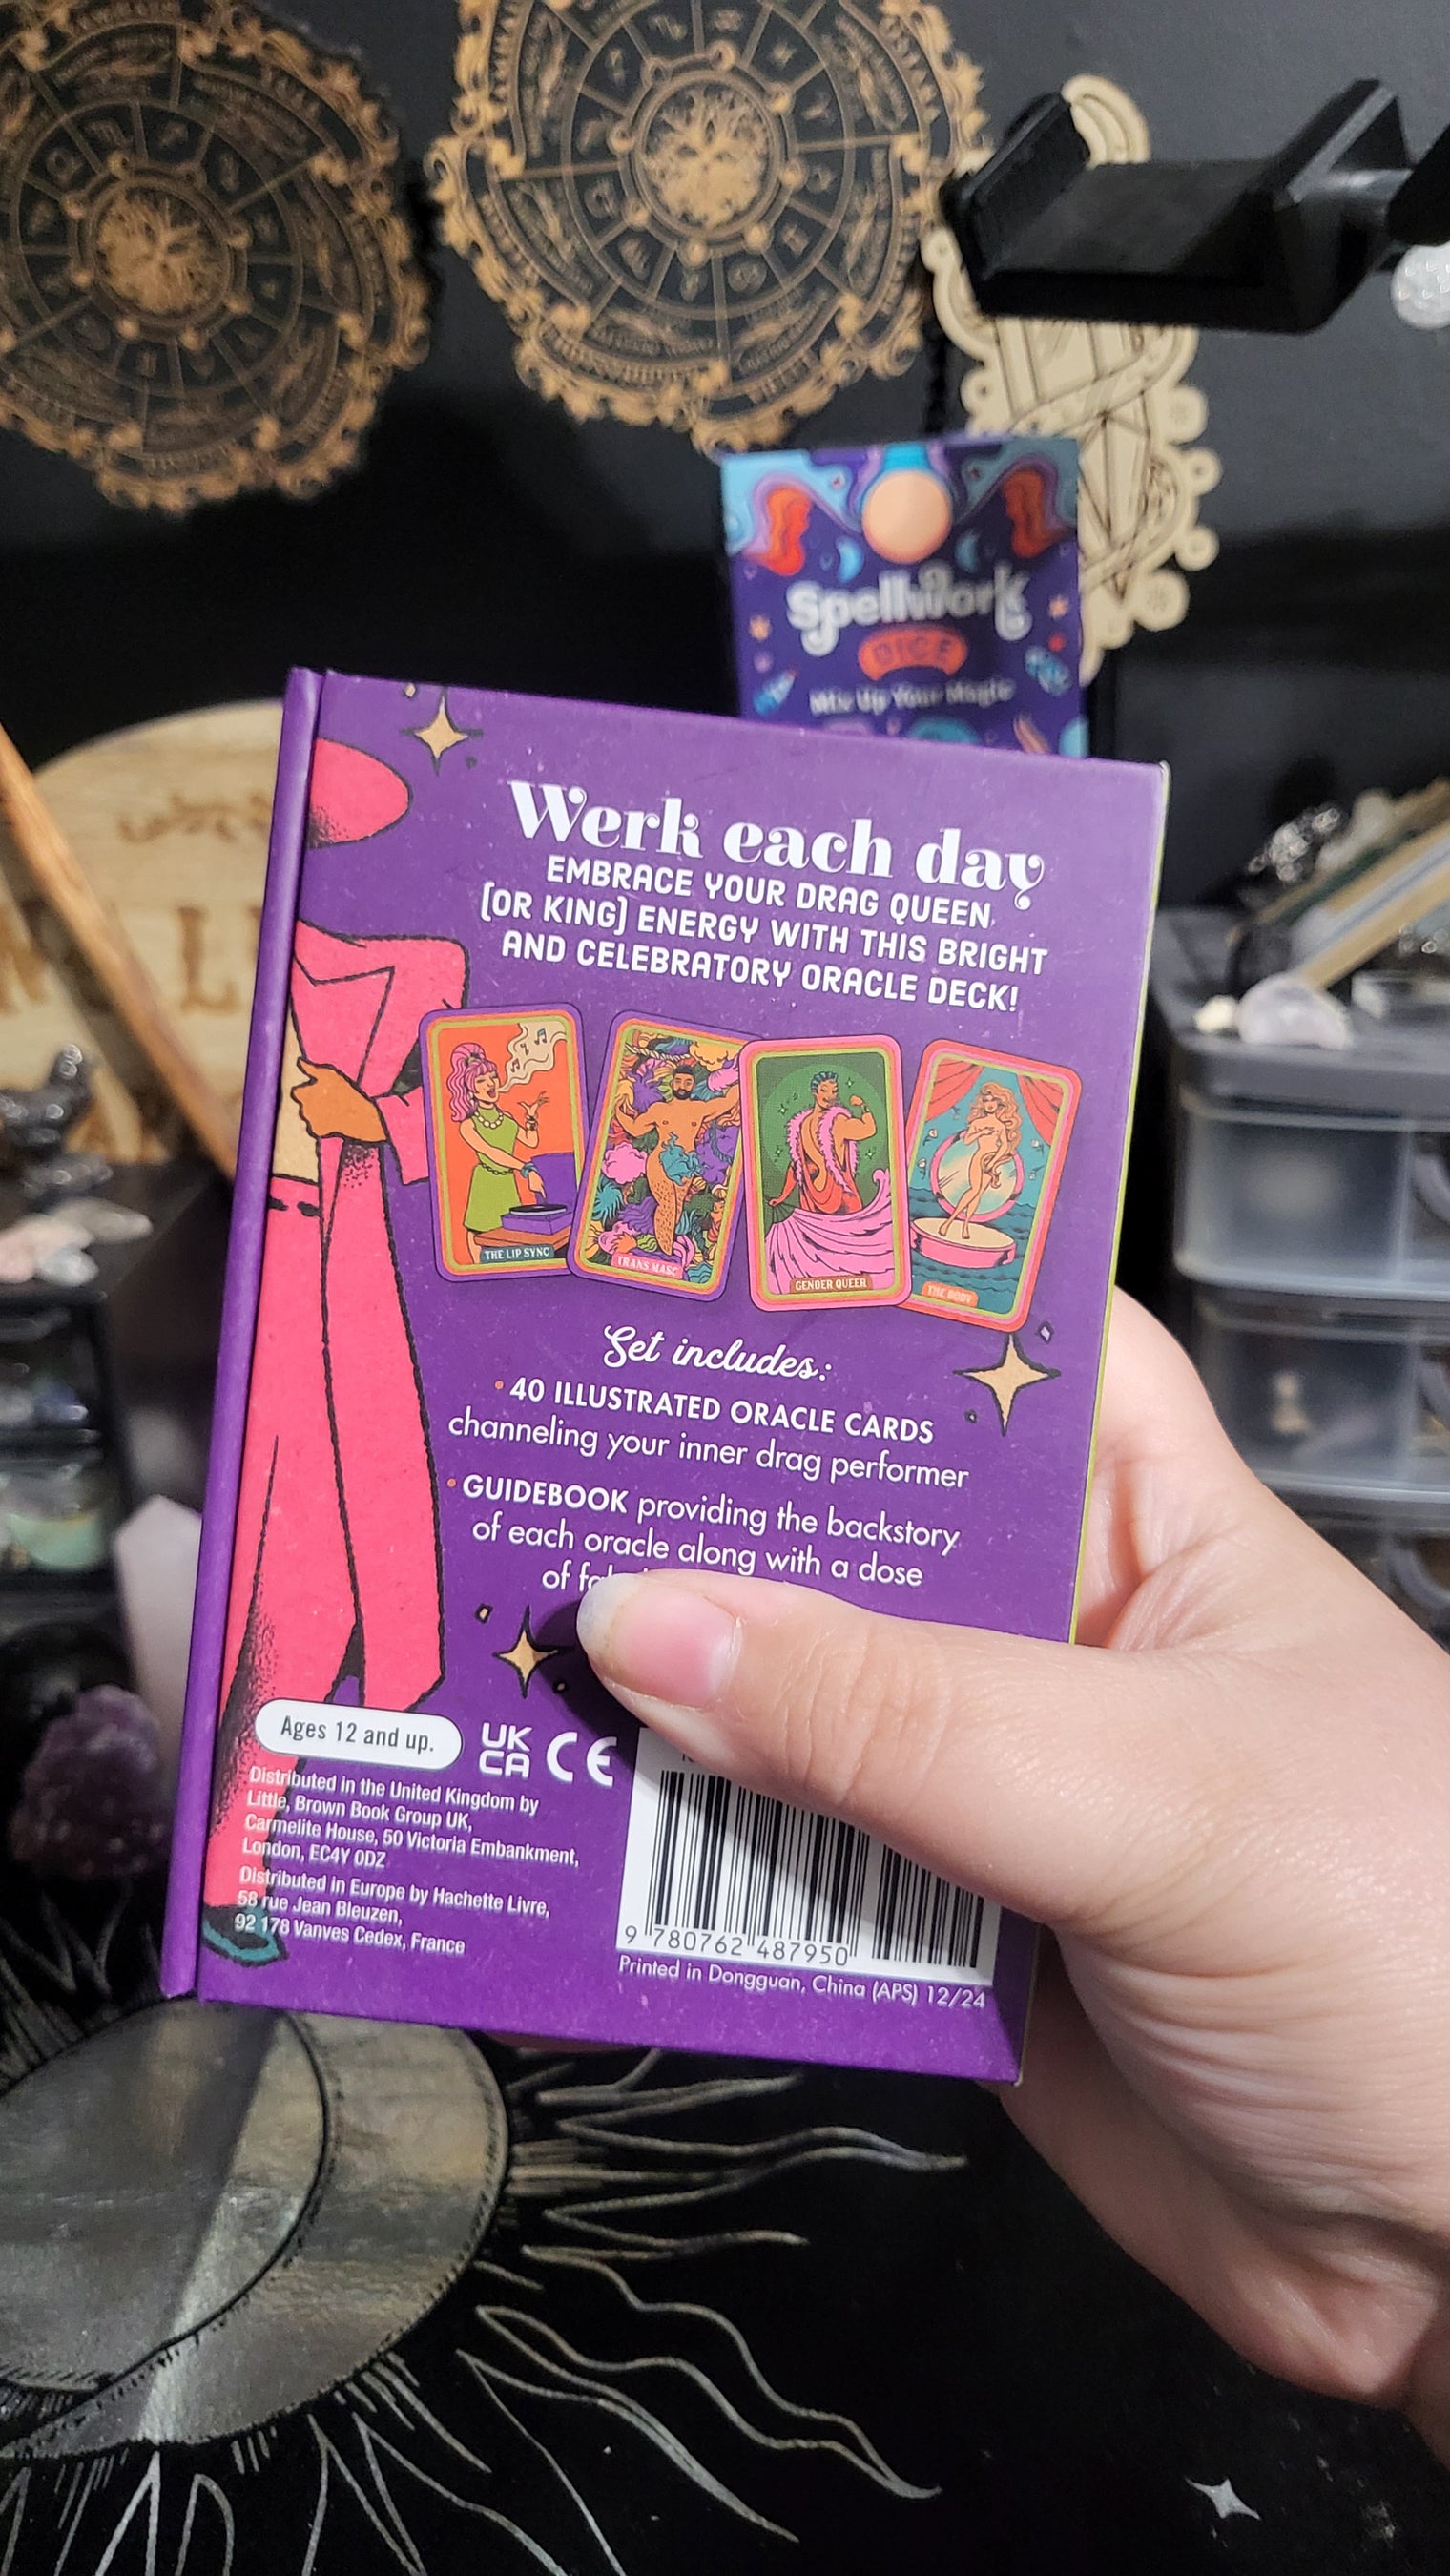 Spellwork
DICE
Mix Up Your Magic
Werk each day
EMBRACE YOUR DRAG QUEEN
(OR KING) ENERGY WITH THIS BRIGHT
AND CELEBRATORY ORACLE DECK!
THE LIP SYNC
TRANS MASC
GENDER QUEER
THE BODY
Set includes:
• 40 ILLUSTRATED ORACLE CARDS
channeling your inner drag performer
• GUIDEBOOK providing the backstory
of each oracle along with a dose
of
Ages 12 and up.
UK
CA CE
Distributed in the United Kingdom by
Little, Brown Book Group UK,
Carmelite House, 50 Victoria Embankment,
London, EC4Y 0DZ
Distributed in Europe by Hachette Livre,
58 rue Jean Bleuzen,
92 178 Vanves Cedex, France
9 780762 487950
Printed in Dongguan, China (APS) 12/24